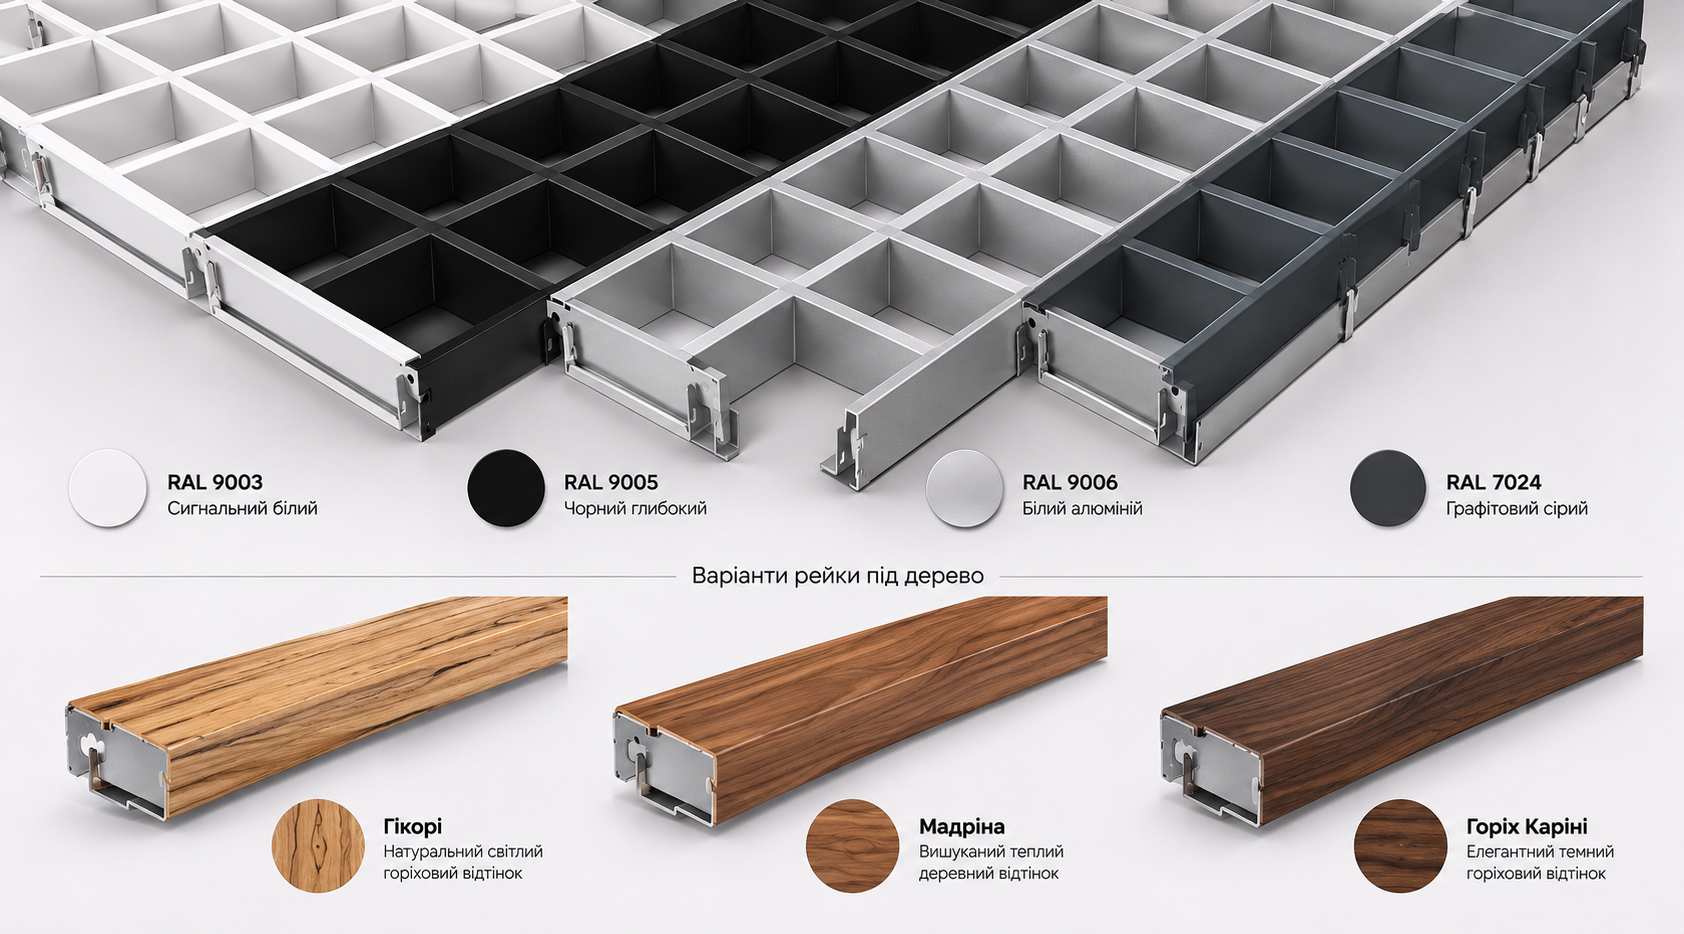 RAL 9003
Сигнальний білий
RAL 9005
Чорний глибокий
RAL 9006
Білий алюміній
RAL 7024
Графітовий сірий
Варіанти рейки під дерево
Гікорі
Натуральний світлий
горіховий відтінок
Мадріна
Вишуканий теплий
деревний відтінок
Горіх Каріні
Елегантний темний
горіховий відтінок